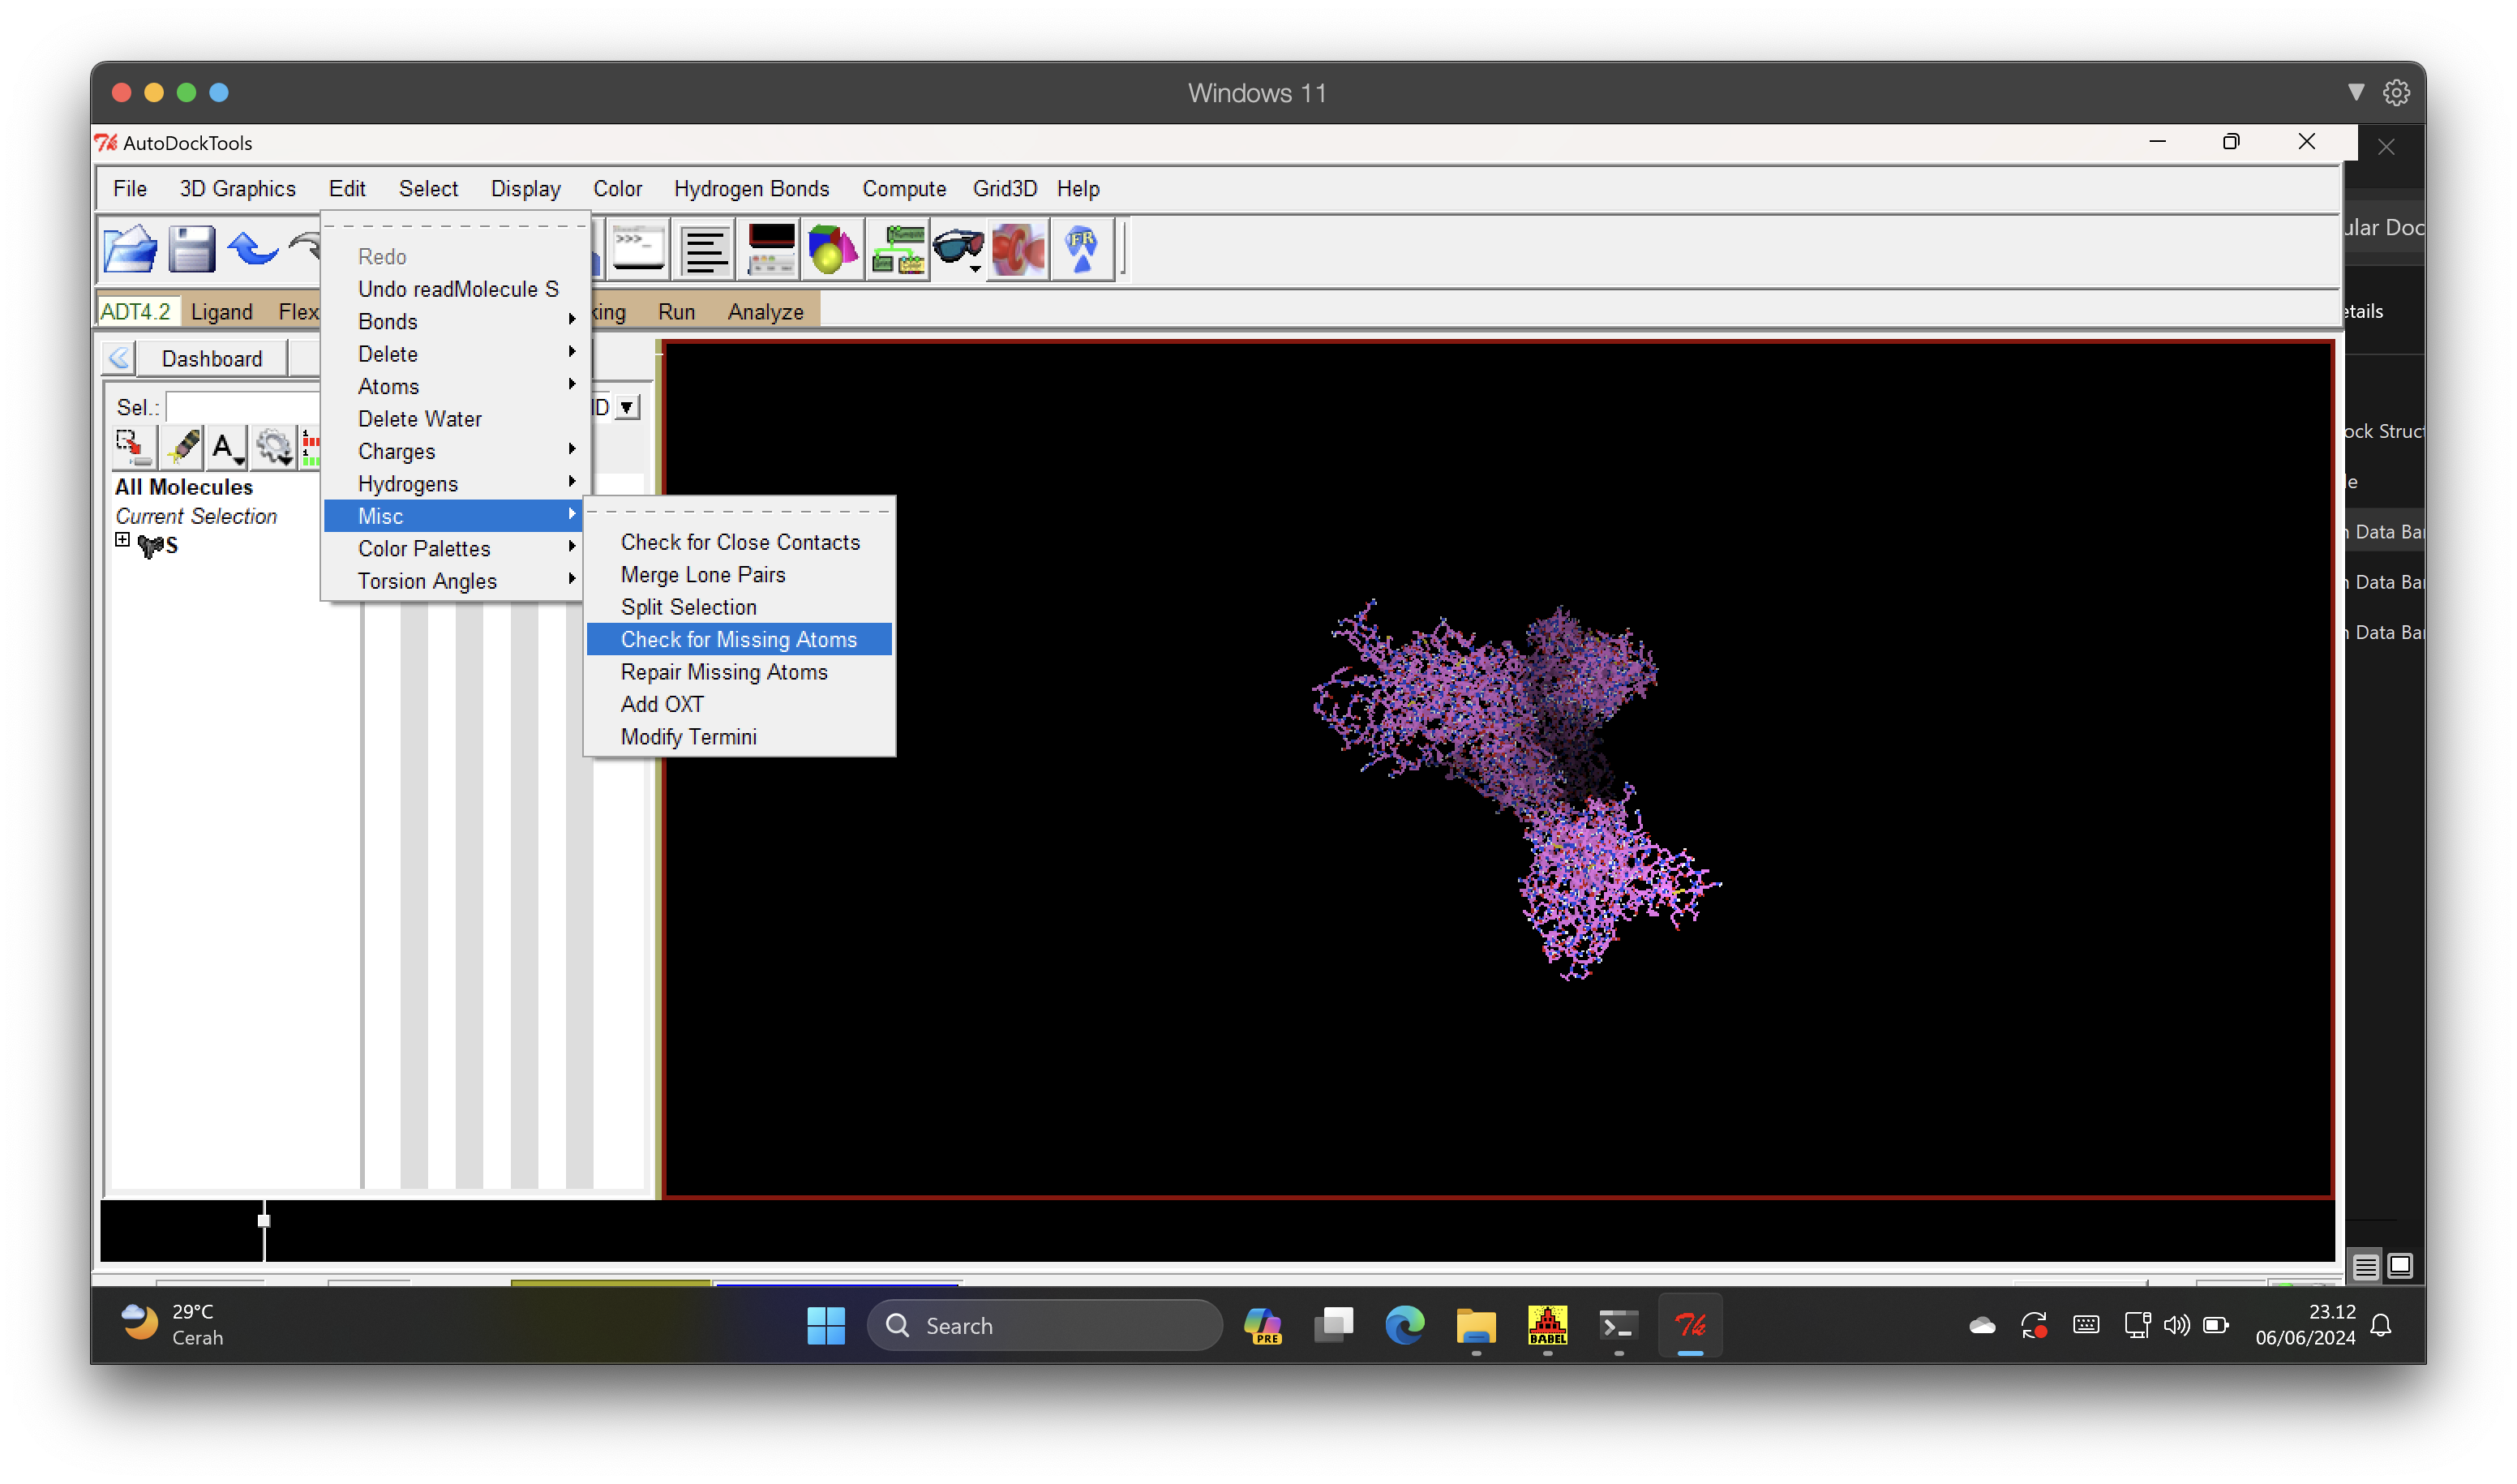 Windows 11
AutoDockTools
File 3D Graphics Edit Select Display Color Hydrogen Bonds Compute Grid3D Help
>>>_
FR
ular Doc
Redo
Undo readMolecule S
ADT4.2 Ligand Flex king Run Analyze
etails
Bonds
Dashboard
Delete
Atoms
Sel.: ID
Delete Water
ock Struct
A
Charges
All Molecules
Hydrogens
le
Current Selection
Misc
Check for Close Contacts
n Data Ba
S
Color Palettes
Merge Lone Pairs
n Data Ba
Torsion Angles
Split Selection
Check for Missing Atoms
n Data Ba
Repair Missing Atoms
Add OXT
Modify Termini
29°C
Cerah
Search
PRE
BABEL
23.12
06/06/2024